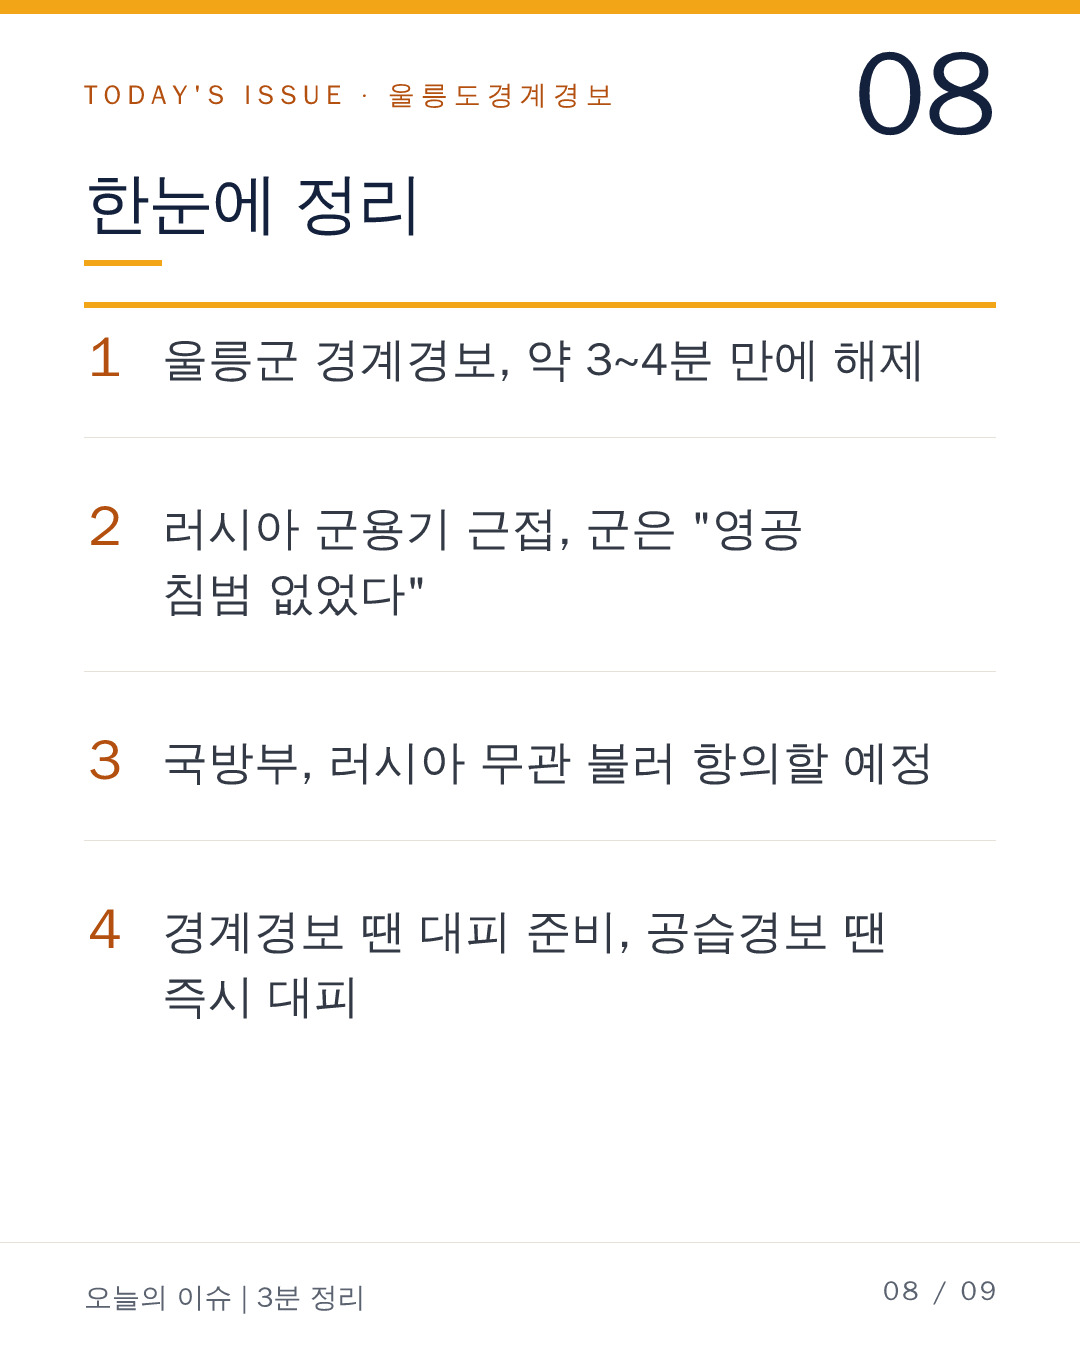 TODAY'S ISSUE · 울릉도경계경보
08
한눈에 정리
1 울릉군 경계경보, 약 3~4분 만에 해제
2 러시아 군용기 근접, 군은 "영공
침범 없었다"
3 국방부, 러시아 무관 불러 항의할 예정
4 경계경보 땐 대피 준비, 공습경보 땐
즉시 대피
오늘의 이슈 | 3분 정리
08 / 09